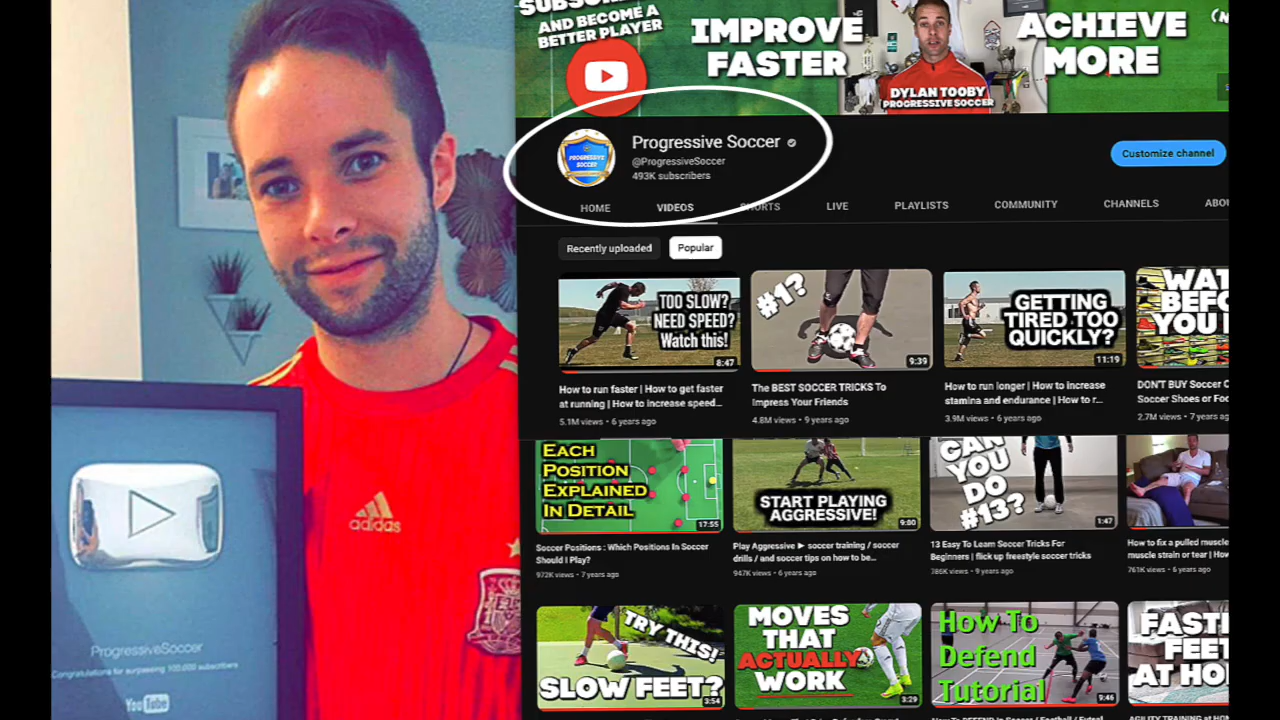 SUBSCRIBE
AND BECOME A
BETTER PLAYER
IMPROVE
FASTER
DYLAN TOOBY
PROGRESSIVE SOCCER
ACHIEVE
MORE
PROGRESSIVE
SOCCER
Progressive Soccer
@ProgressiveSoccer
493K subscribers
Customize channel
HOME VIDEOS SHORTS LIVE PLAYLISTS COMMUNITY CHANNELS ABOU
Recently uploaded Popular
TOO SLOW?
NEED SPEED?
Watch this!
8:47
How to run faster | How to get faster
at running | How to increase speed...
5.1M views • 6 years ago
#1?
9:39
The BEST SOCCER TRICKS To
Impress Your Friends
4.8M views • 9 years ago
GETTING
TIRED TOO
QUICKLY?
11:19
How to run longer | How to increase
stamina and endurance | How to r...
3.9M views • 6 years ago
WAT
BEFO
YOU
DON'T BUY Soccer C
Soccer Shoes or Foo
2.7M views • 7 years ag
EACH
POSITION
EXPLAINED
IN DETAIL
17:55
Soccer Positions : Which Positions In Soccer
Should I Play?
972K views • 7 years ago
START PLAYING
AGGRESSIVE!
9:00
Play Aggressive ► soccer training / soccer
drills / and soccer tips on how to be...
947K views • 6 years ago
CAN
YOU
DO
#13?
1:47
13 Easy To Learn Soccer Tricks For
Beginners | flick up freestyle soccer tricks
786K views • 9 years ago
How to fix a pulled muscle
muscle strain or tear | How
761K views • 6 years ago
TRY THIS!
SLOW FEET?
3:54
MOVES
THAT
ACTUALLY
WORK
3:29
How To
Defend
Tutorial
9:46
FAST
FEET
AT HOM
adidas
ProgressiveSoccer
Congratulations for surpassing 100,000 subscribers
YouTube